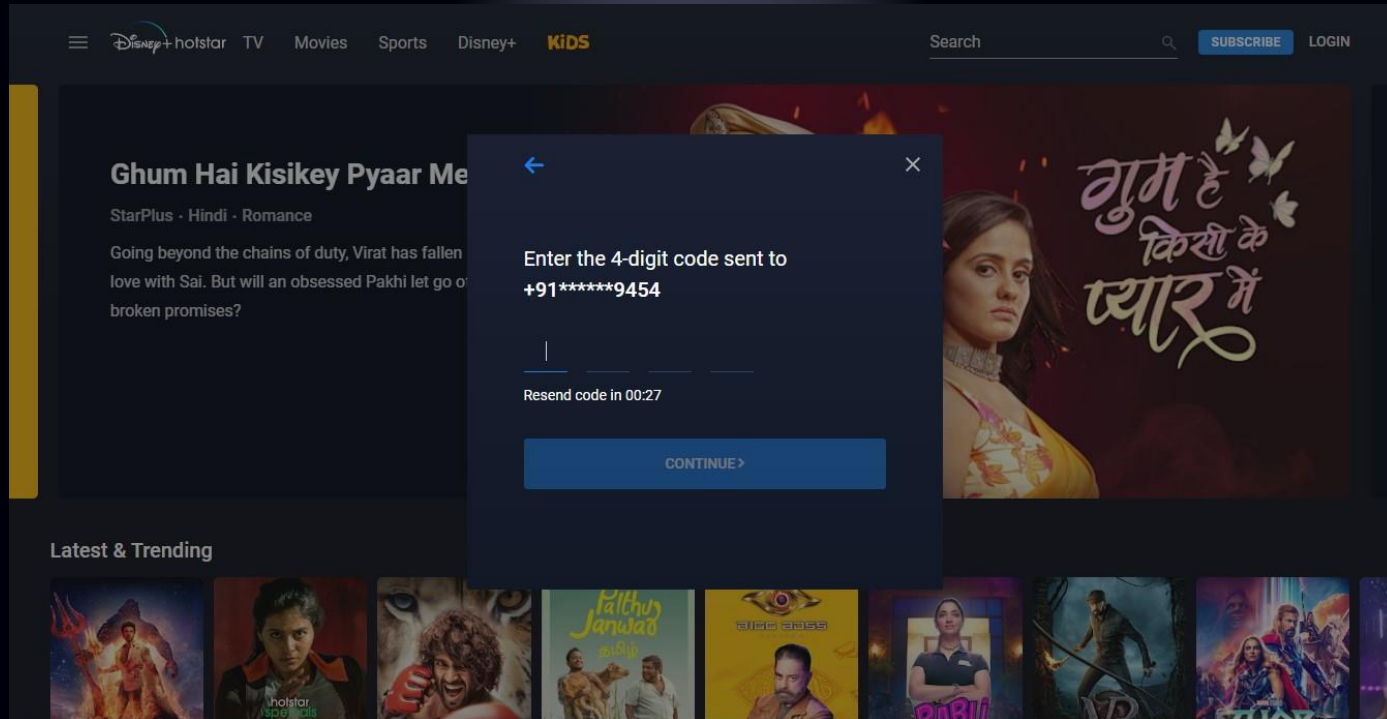 Disney+ hotstar TV Movies Sports Disney+ KiDS Search SUBSCRIBE LOGIN
Ghum Hai Kisikey Pyaar Me
StarPlus · Hindi · Romance
Going beyond the chains of duty, Virat has fallen
love with Sai. But will an obsessed Pakhi let go o
broken promises?
Enter the 4-digit code sent to
+91******9454
Resend code in 00:27
CONTINUE>
गुम है
किसी के
प्यार में
Latest & Trending
hotstar
specials
Palthu
Janwar
தமிழ்
BIGG BOSS
BABLI